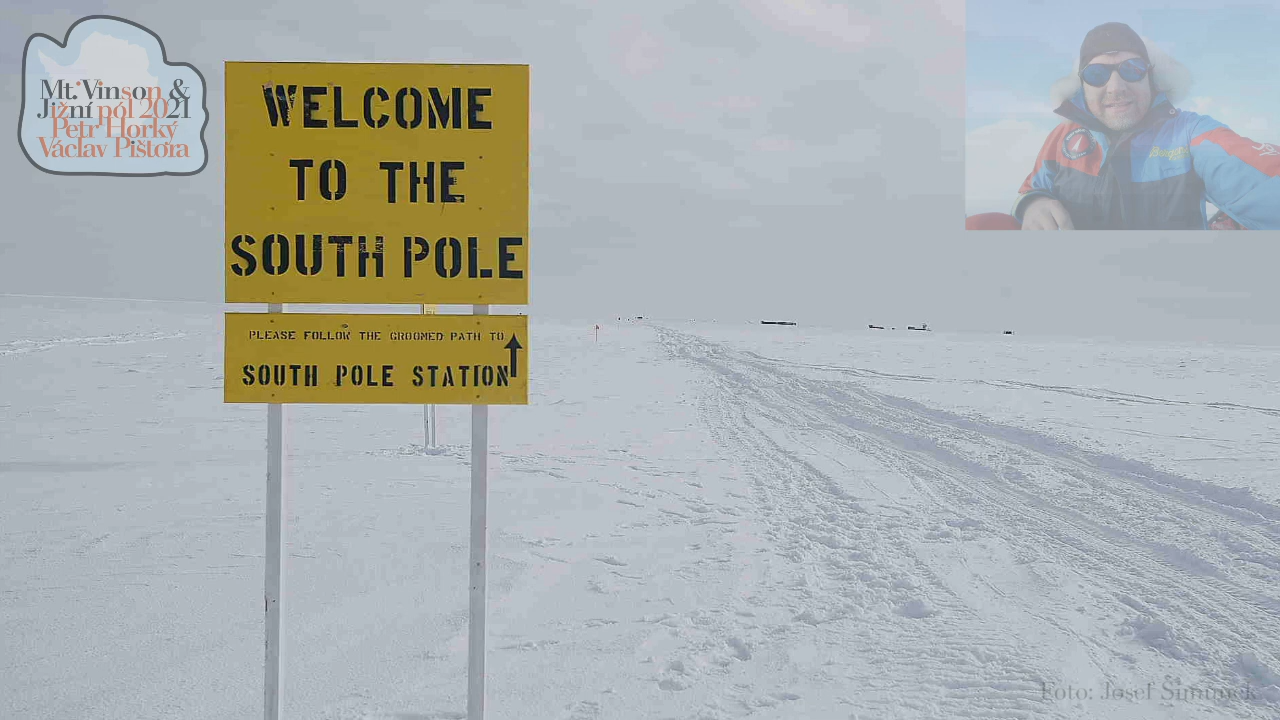 Mt. Vinson &
Jižní pól 2021
Petr Horký
Václav Pištora
WELCOME
TO THE
SOUTH POLE
PLEASE FOLLOW THE GROOMED PATH TO
SOUTH POLE STATION
Foto: Josef